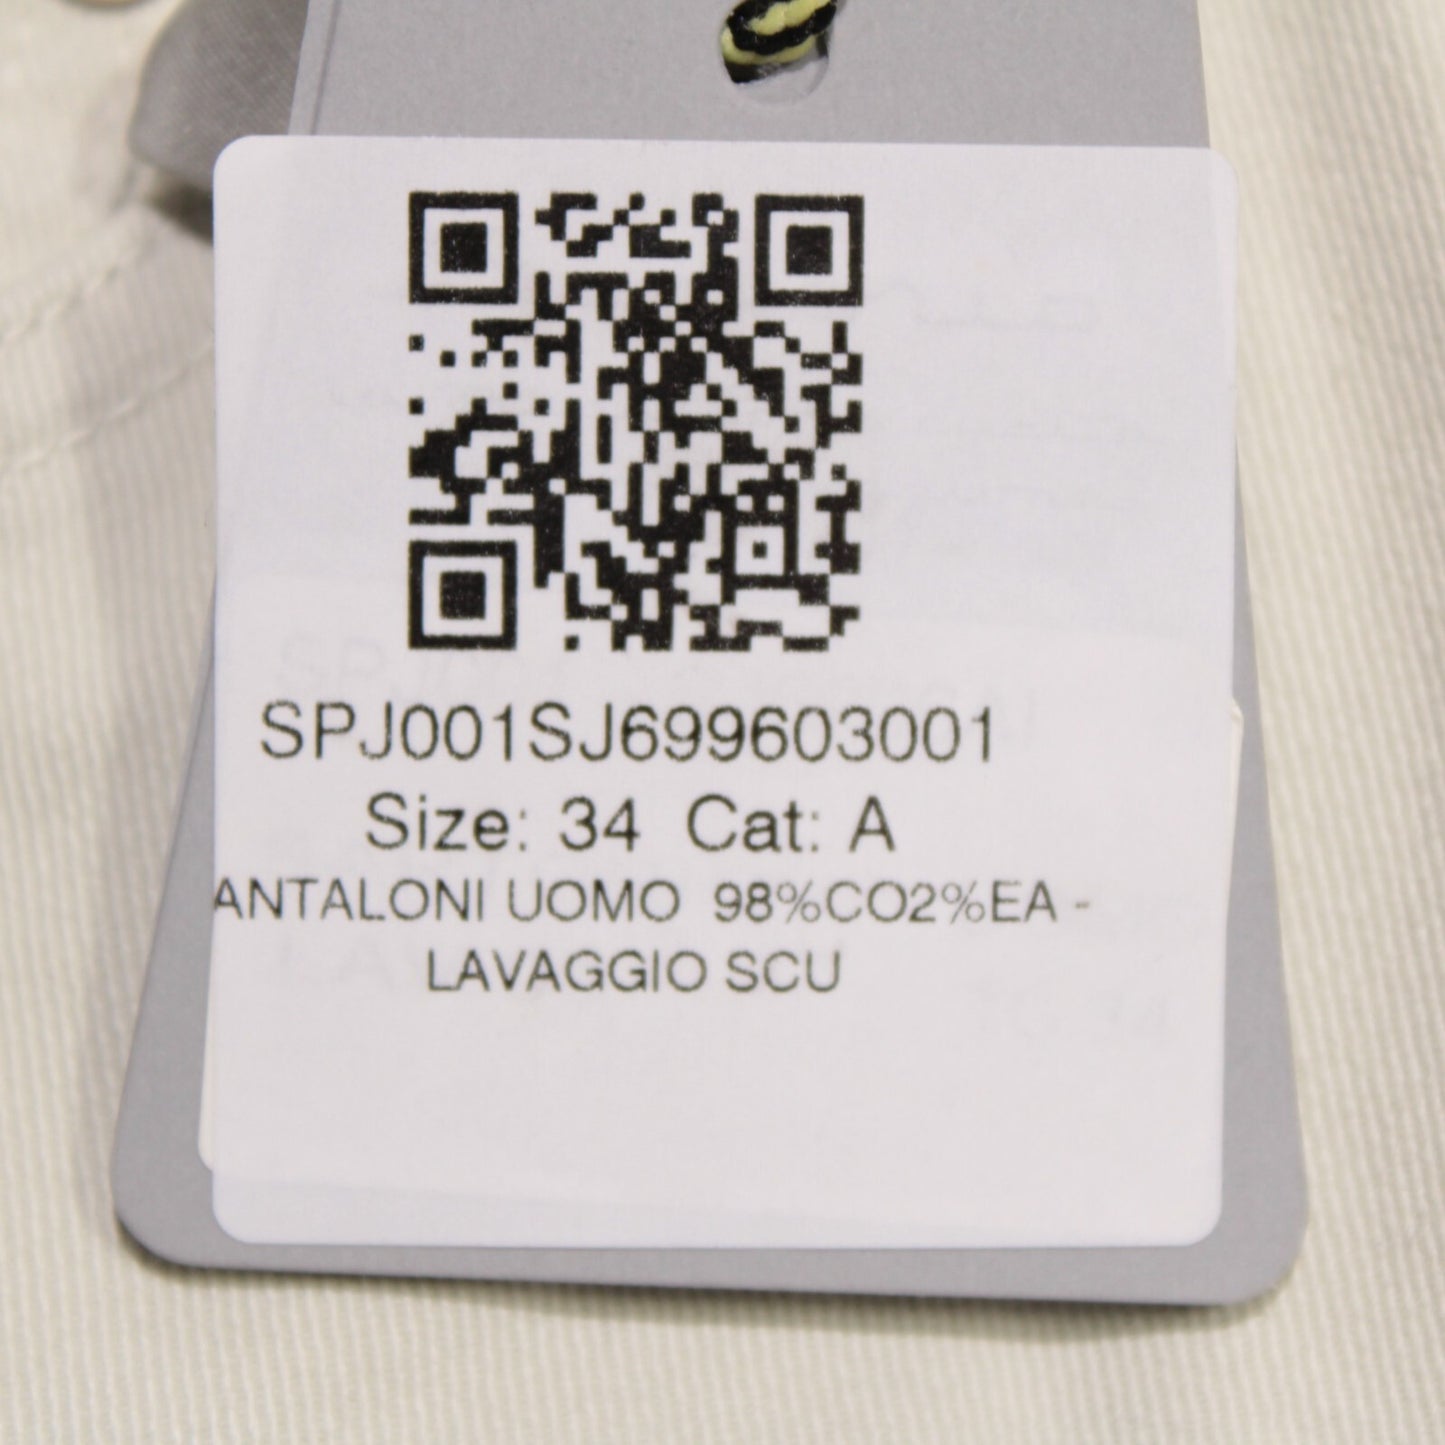 SPJ001SJ699603001
Size: 34 Cat: A
ANTALONI UOMO 98%CO2%EA -
LAVAGGIO SCU